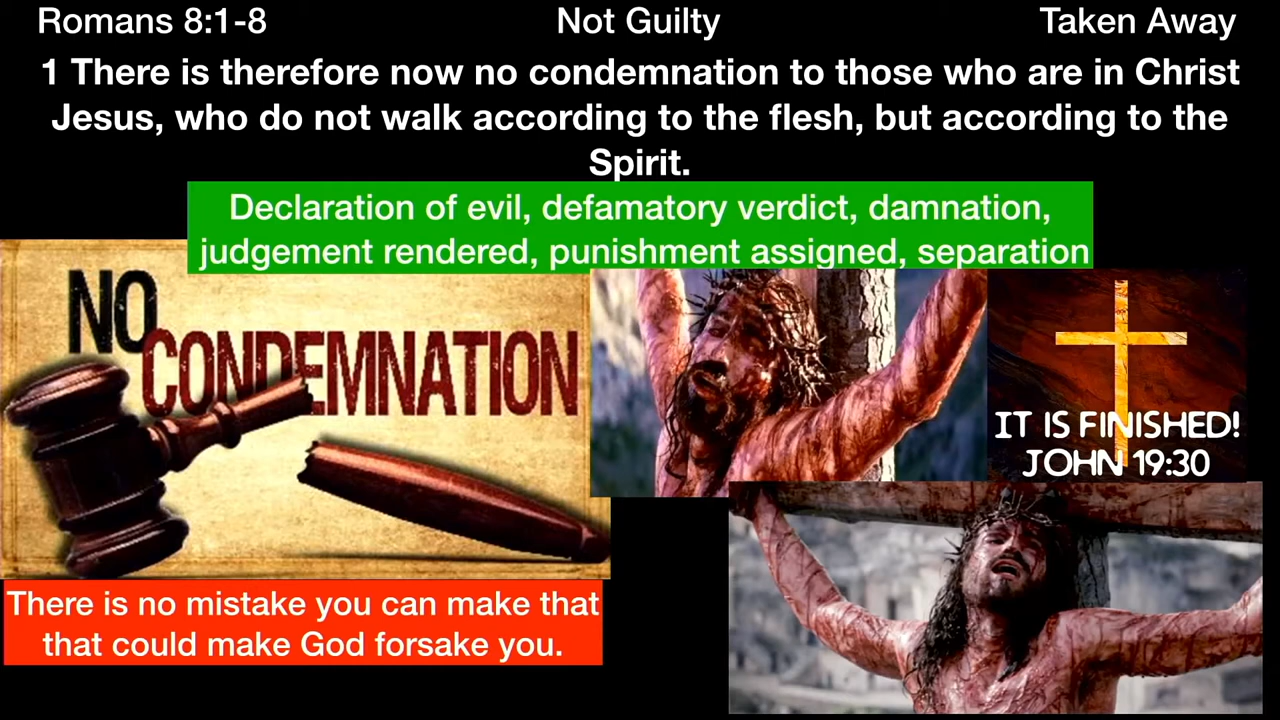 Romans 8:1-8
Not Guilty
Taken Away
1 There is therefore now no condemnation to those who are in Christ
Jesus, who do not walk according to the flesh, but according to the
Spirit.
Declaration of evil, defamatory verdict, damnation,
judgement rendered, punishment assigned, separation
NO
CONDEMNATION
IT IS FINISHED!
JOHN 19:30
There is no mistake you can make that
that could make God forsake you.